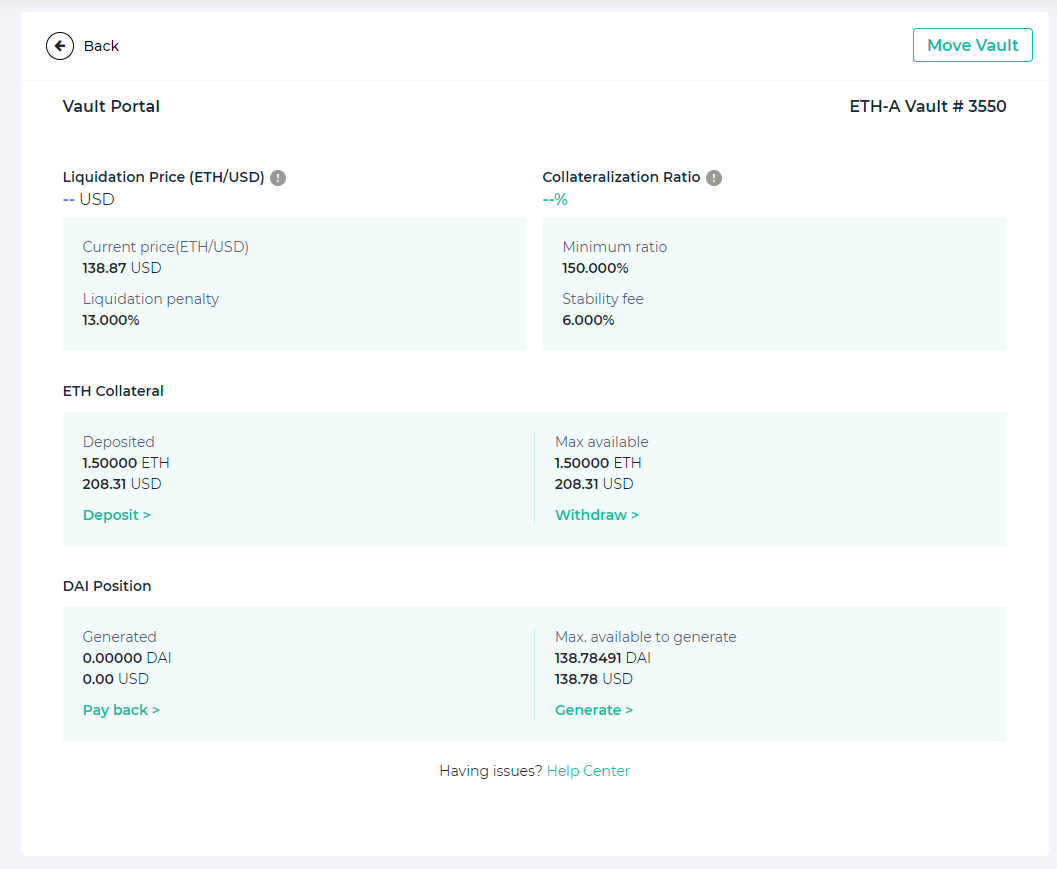 Back
Move Vault
Vault Portal
ETH-A Vault # 3550
Liquidation Price (ETH/USD) !
-- USD
Collateralization Ratio !
--%
Current price(ETH/USD)
138.87 USD
Liquidation penalty
13.000%
Minimum ratio
150.000%
Stability fee
6.000%
ETH Collateral
Deposited
1.50000 ETH
208.31 USD
Deposit >
Max available
1.50000 ETH
208.31 USD
Withdraw >
DAI Position
Generated
0.00000 DAI
0.00 USD
Pay back >
Max. available to generate
138.78491 DAI
138.78 USD
Generate >
Having issues? Help Center